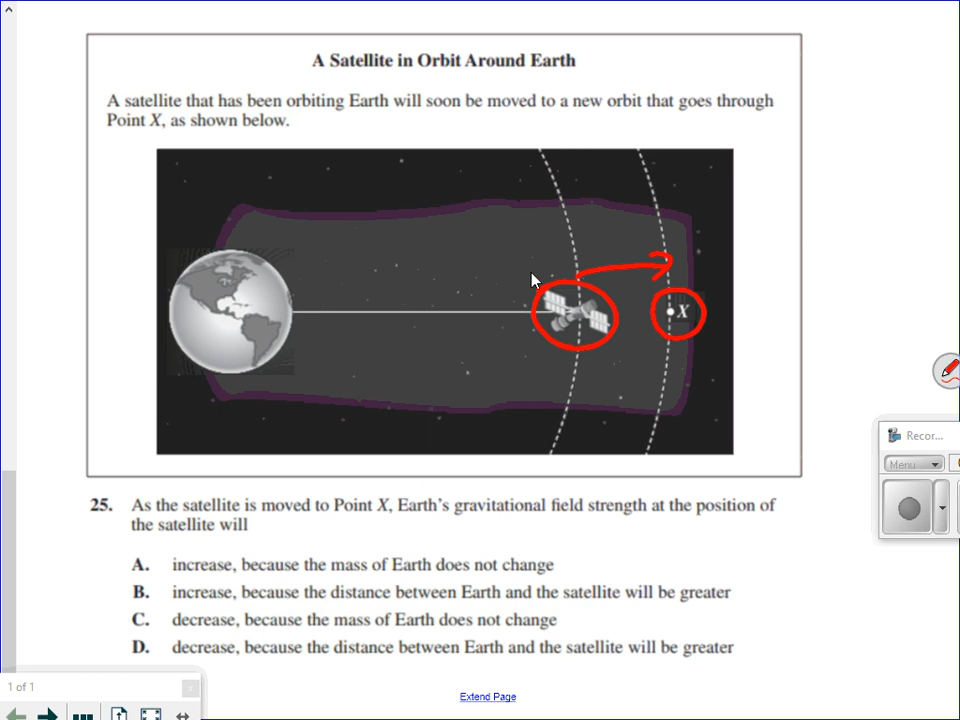 A Satellite in Orbit Around Earth
A satellite that has been orbiting Earth will soon be moved to a new orbit that goes through
Point X, as shown below.
X
25. As the satellite is moved to Point X, Earth's gravitational field strength at the position of
the satellite will
A. increase, because the mass of Earth does not change
B. increase, because the distance between Earth and the satellite will be greater
C. decrease, because the mass of Earth does not change
D. decrease, because the distance between Earth and the satellite will be greater
Recor...
Menu
1 of 1
x
Extend Page